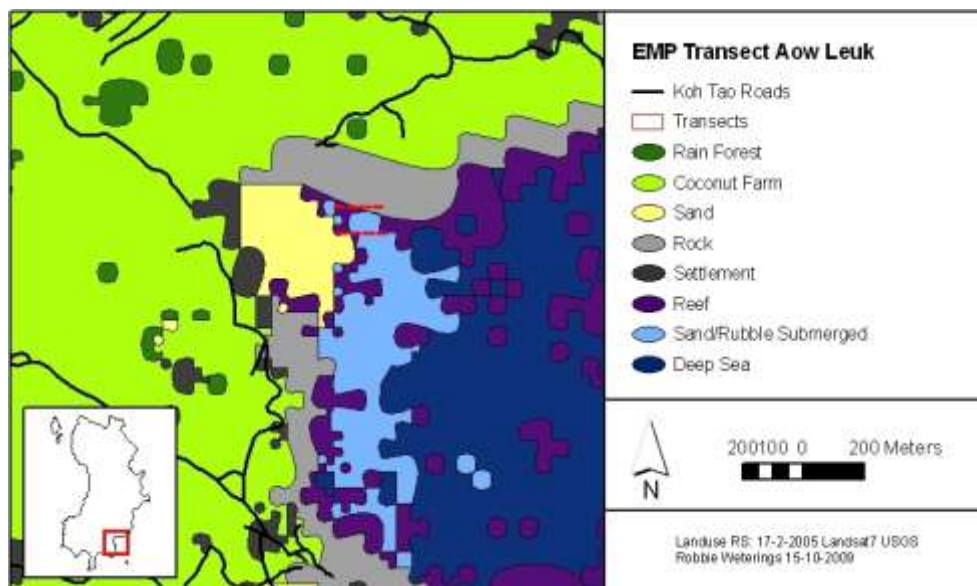 EMP Transect Aow Leuk
Koh Tao Roads
Transects
Rain Forest
Coconut Farm
Sand
Rock
Settlement
Reef
Sand/Rubble Submerged
Deep Sea
200100 0 200 Meters
N
Landuse RS: 17-2-2005 Landsat7 USGS
Robbie Weterings 15-10-2009